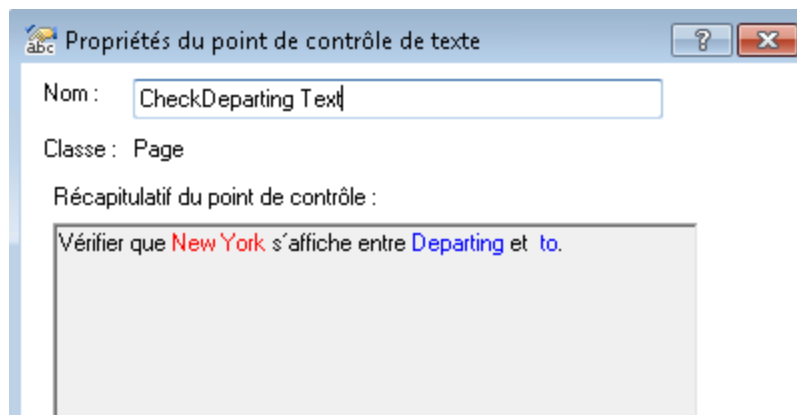 abc Propriétés du point de contrôle de texte
Nom : CheckDeparting Text
Classe : Page
Récapitulatif du point de contrôle :
Vérifier que New York s´affiche entre Departing et to.